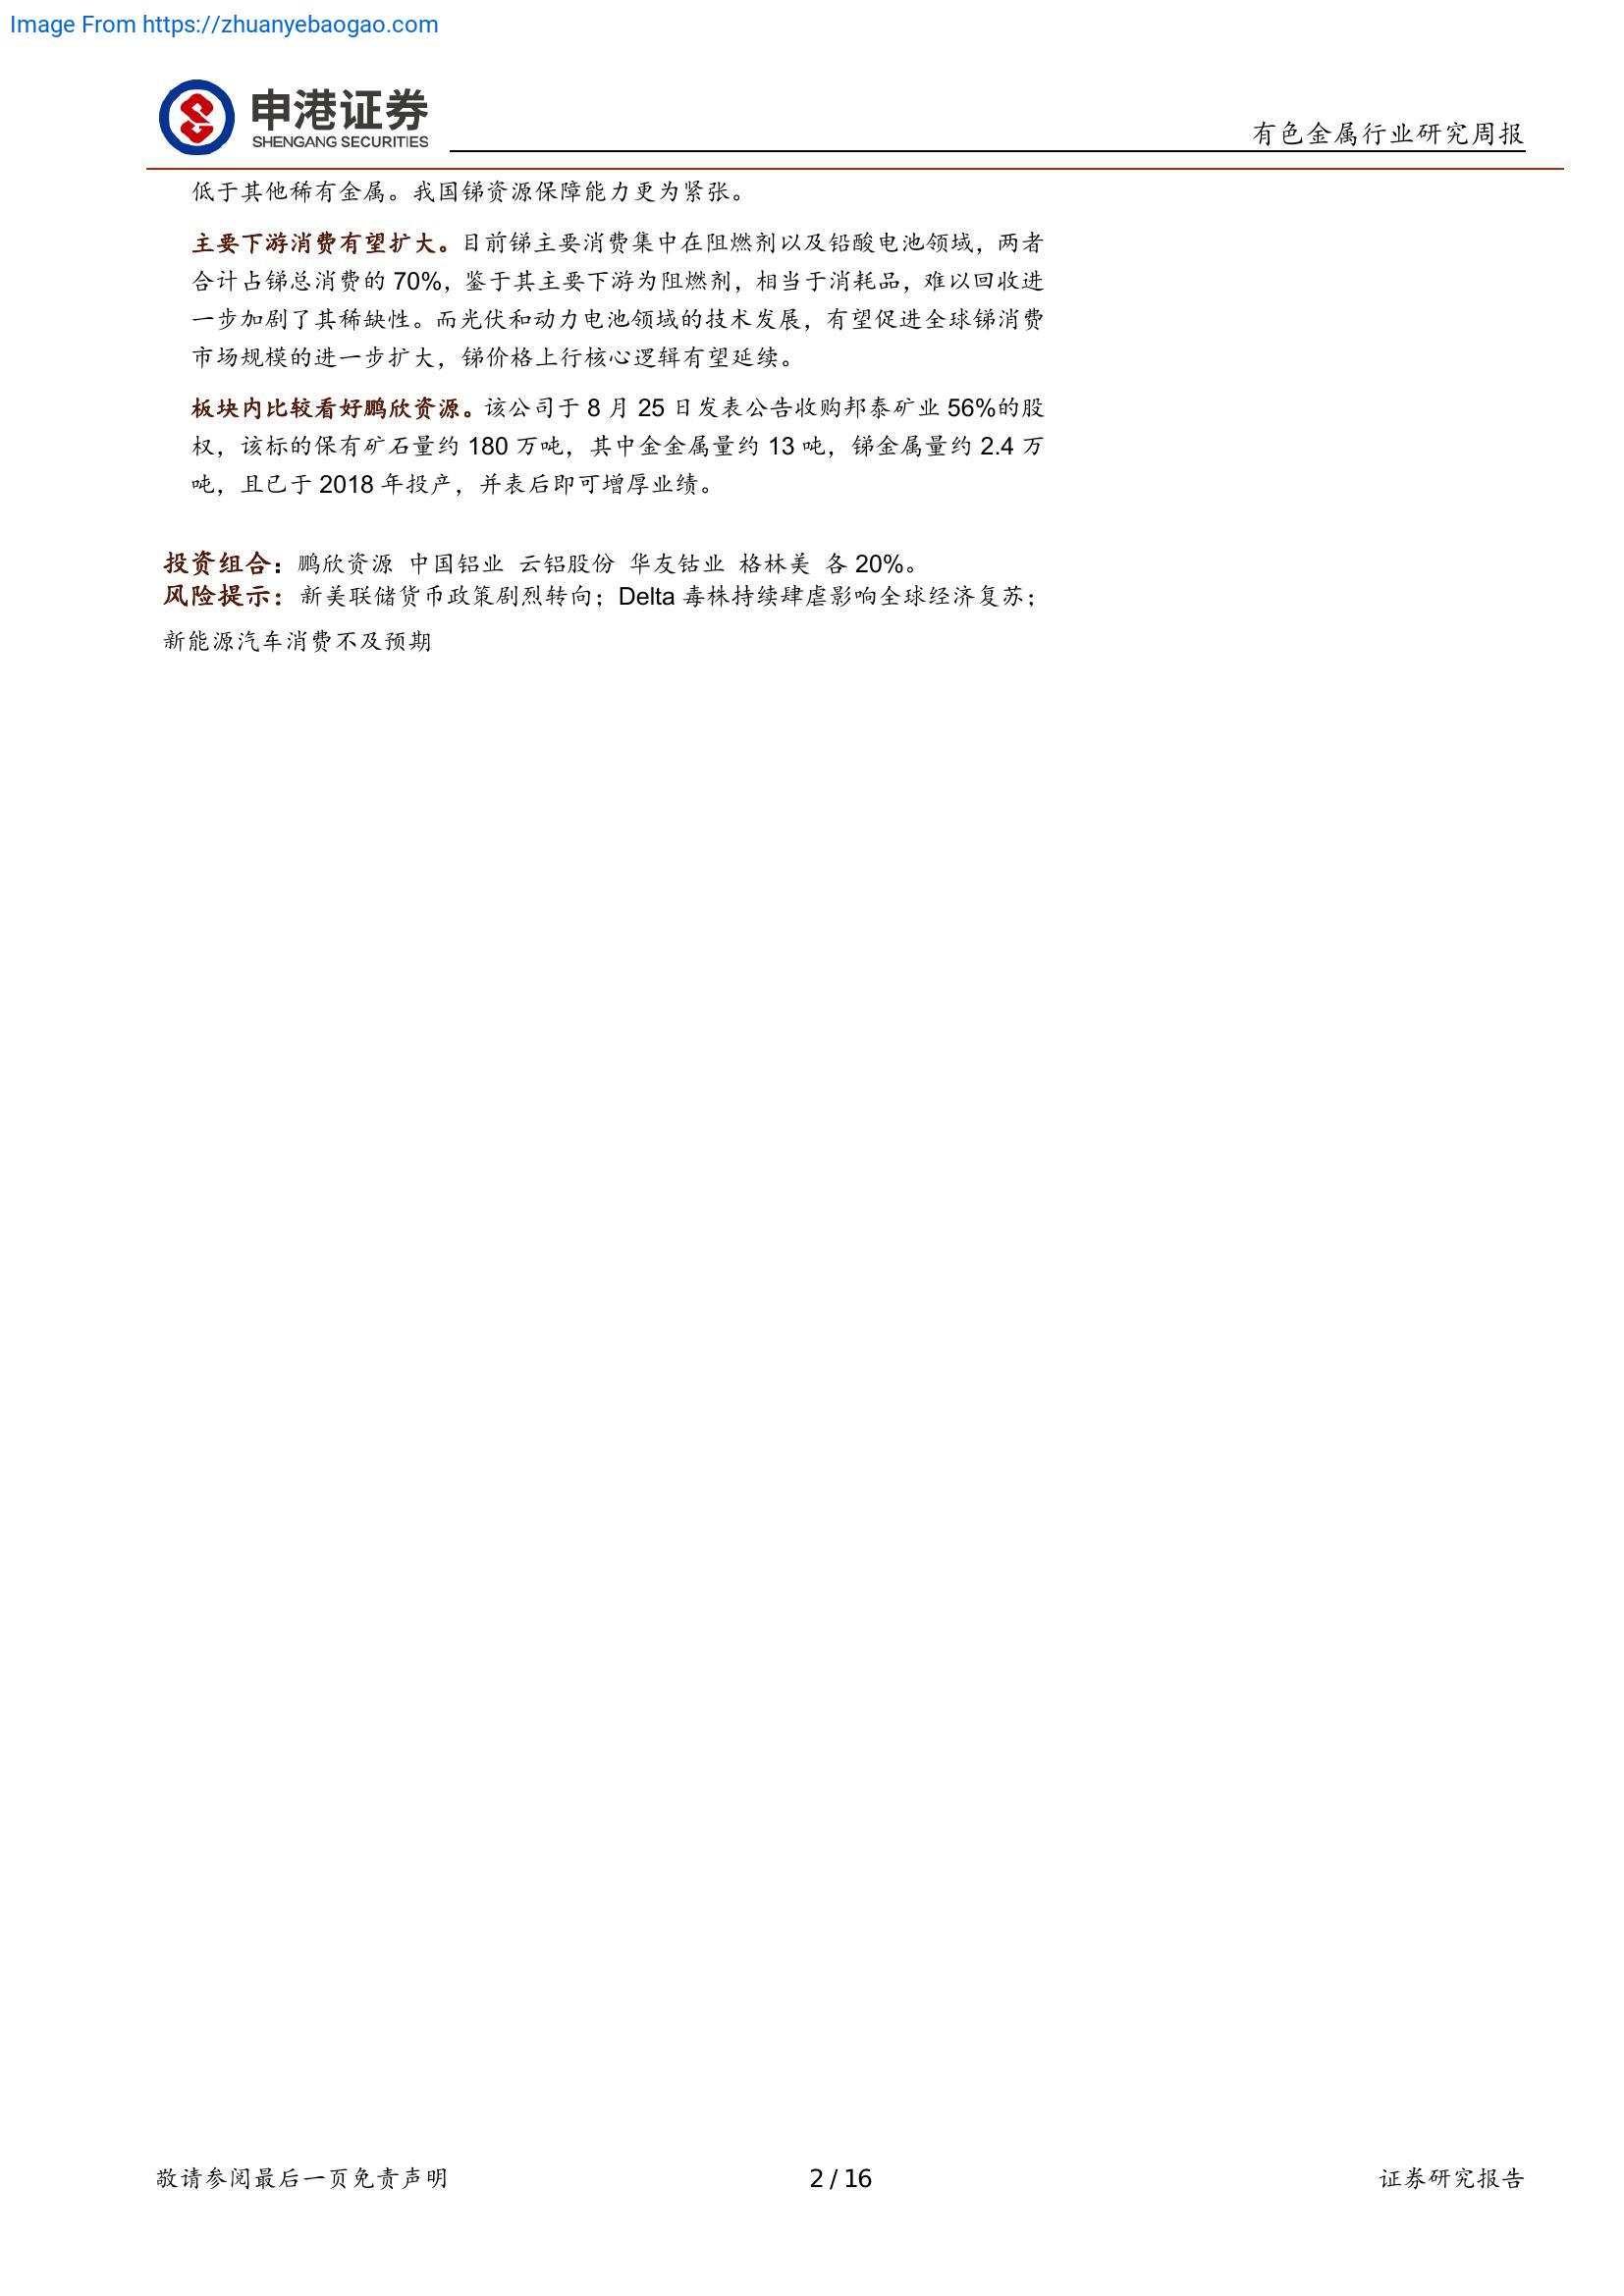 Image From https://zhuanyebaogao.com
申港证券
SHENGANG SECURITIES
有色金属行业研究周报
低于其他稀有金属。我国锑资源保障能力更为紧张。
主要下游消费有望扩大。目前锑主要消费集中在阻燃剂以及铅酸电池领域，两者
合计占锑总消费的 70%，鉴于其主要下游为阻燃剂，相当于消耗品，难以回收进
一步加剧了其稀缺性。而光伏和动力电池领域的技术发展，有望促进全球锑消费
市场规模的进一步扩大，锑价格上行核心逻辑有望延续。
板块内比较看好鹏欣资源。该公司于 8 月 25 日发表公告收购邦泰矿业 56%的股
权，该标的保有矿石量约 180 万吨，其中金金属量约 13 吨，锑金属量约 2.4 万
吨，且已于 2018 年投产，并表后即可增厚业绩。
投资组合：鹏欣资源 中国铝业 云铝股份 华友钴业 格林美 各 20%。
风险提示：新美联储货币政策剧烈转向；Delta 毒株持续肆虐影响全球经济复苏；
新能源汽车消费不及预期
敬请参阅最后一页免责声明
2 / 16
证券研究报告